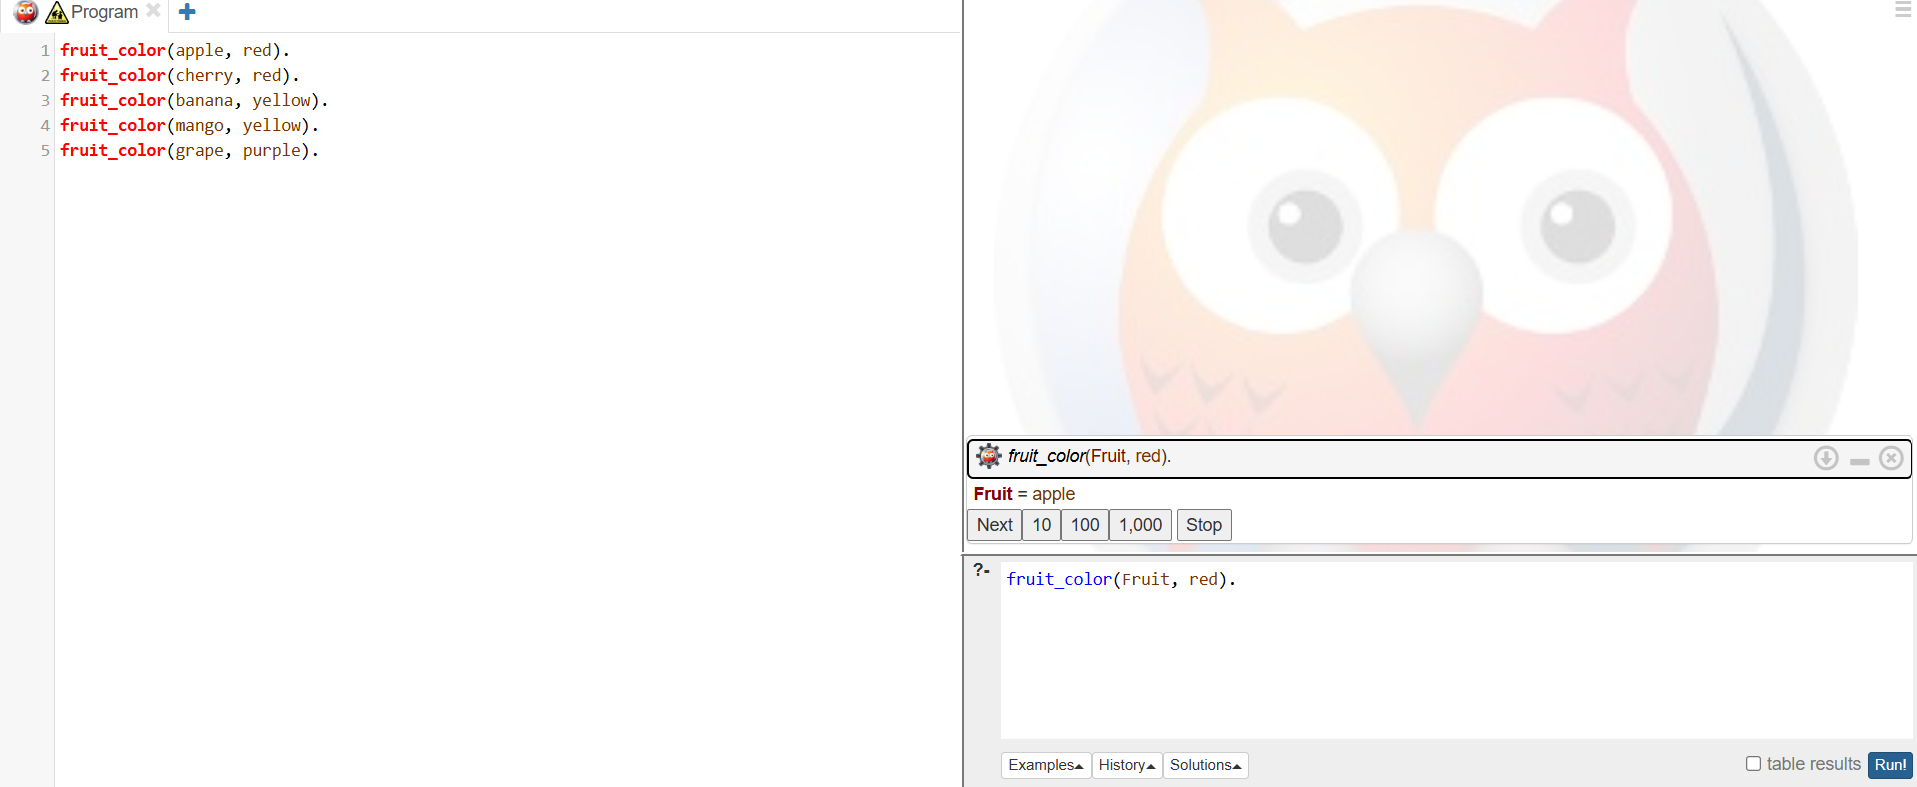 Program
1 fruit_color(apple, red).
2 fruit_color(cherry, red).
3 fruit_color(banana, yellow).
4 fruit_color(mango, yellow).
5 fruit_color(grape, purple).
fruit_color(Fruit, red).
Fruit = apple
Next 10 100 1,000 Stop
?- fruit_color(Fruit, red).
Examples History Solutions table results Run!